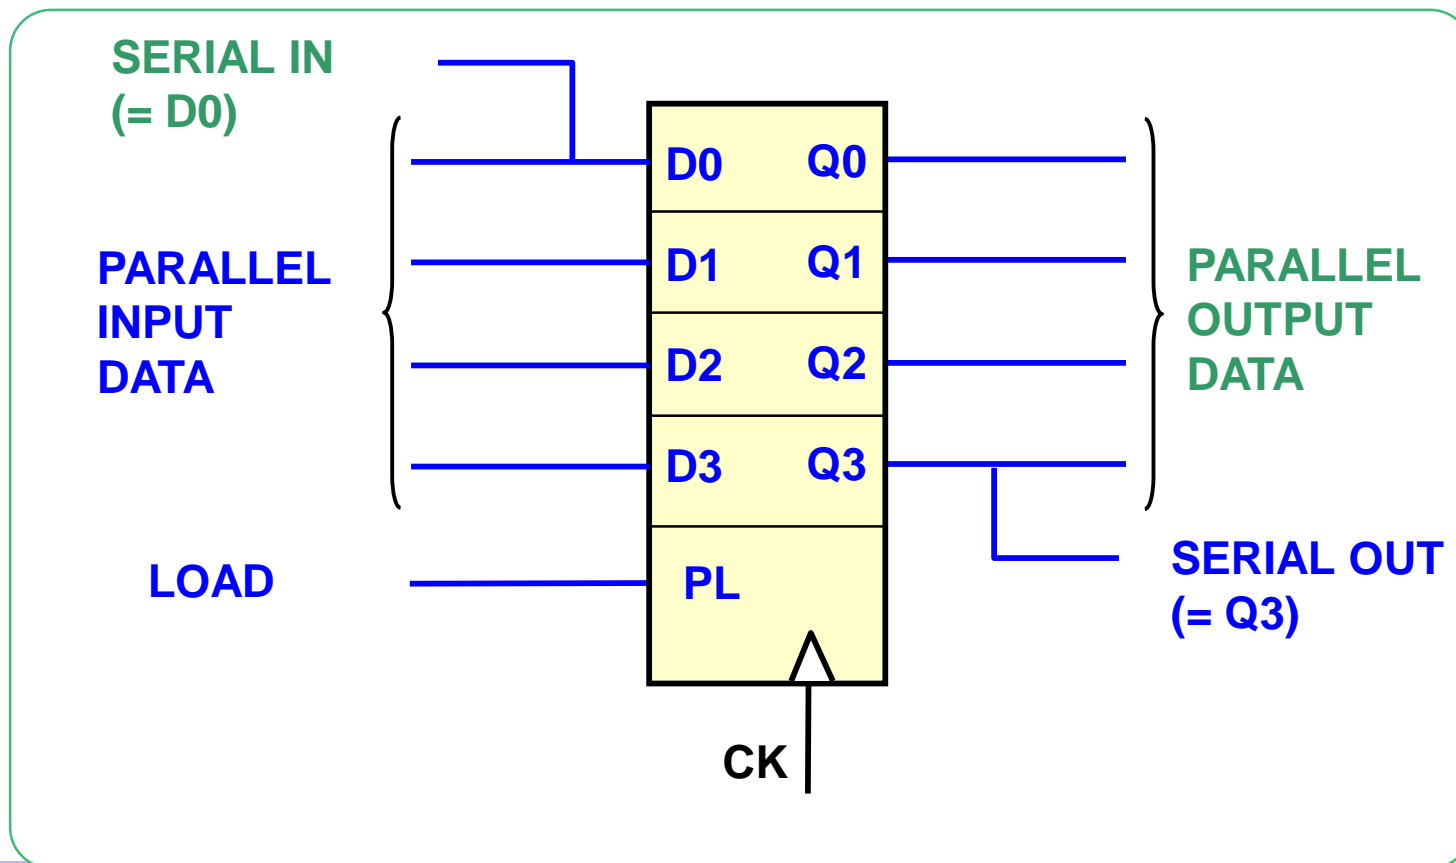 SERIAL IN
(= D0)
D0 Q0
PARALLEL
INPUT
DATA
D1 Q1
D2 Q2
D3 Q3
PARALLEL
OUTPUT
DATA
LOAD
PL
SERIAL OUT
(= Q3)
CK